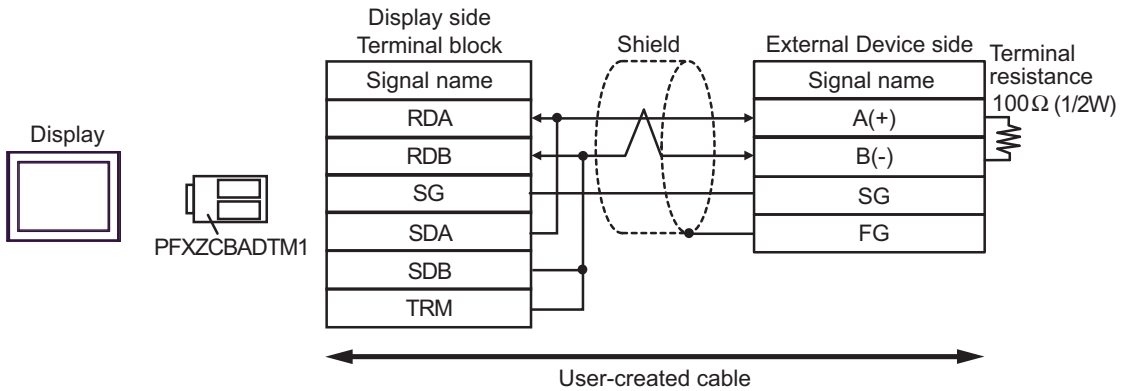 Display side
Terminal block
Shield
External Device side
Terminal
resistance
100Ω (1/2W)
Signal name
Signal name
RDA
A(+)
Display
RDB
B(-)
SG
SG
PFXZCBADTM1
SDA
FG
SDB
TRM
User-created cable